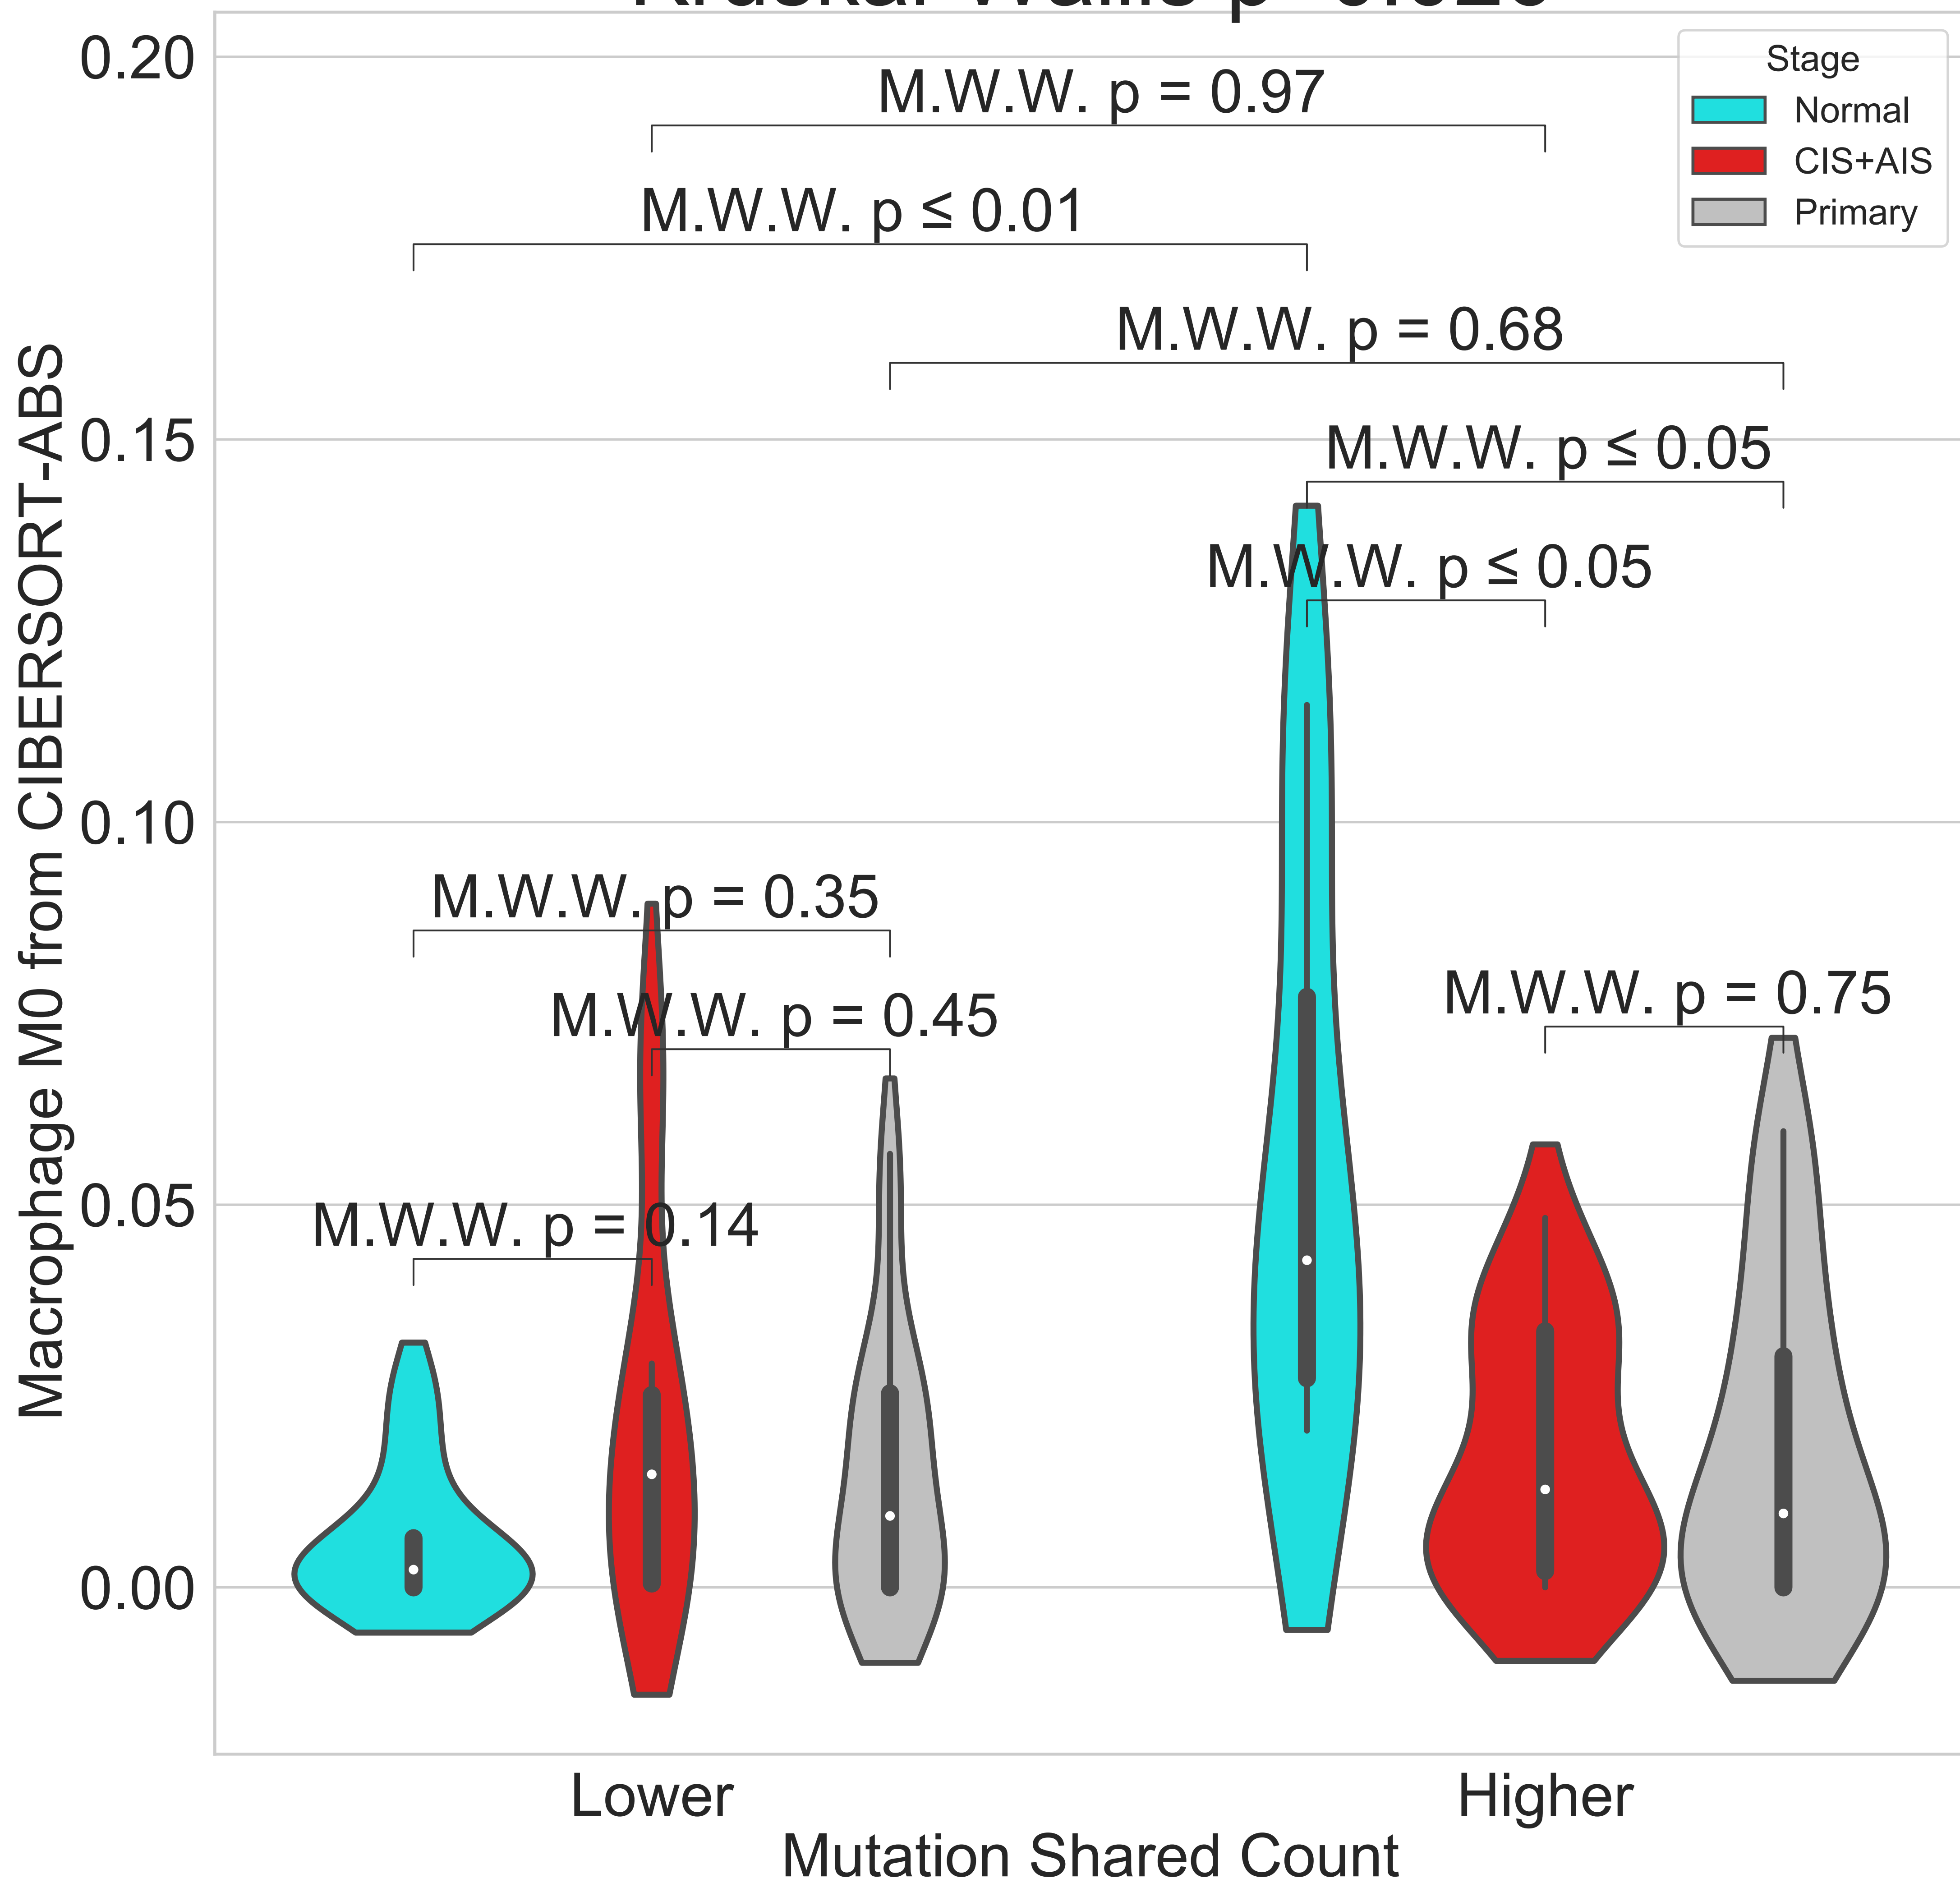 0.20
0.15
0.10
0.05
0.00
Macrophage M0 from CIBERSORT-ABS
Stage
Normal
CIS+AIS
Primary
M.W.W. p = 0.97
M.W.W. p ≤ 0.01
M.W.W. p = 0.68
M.W.W. p ≤ 0.05
M.W.W. p ≤ 0.05
M.W.W. p = 0.35
M.W.W. p = 0.45
M.W.W. p = 0.75
M.W.W. p = 0.14
Lower
Higher
Mutation Shared Count